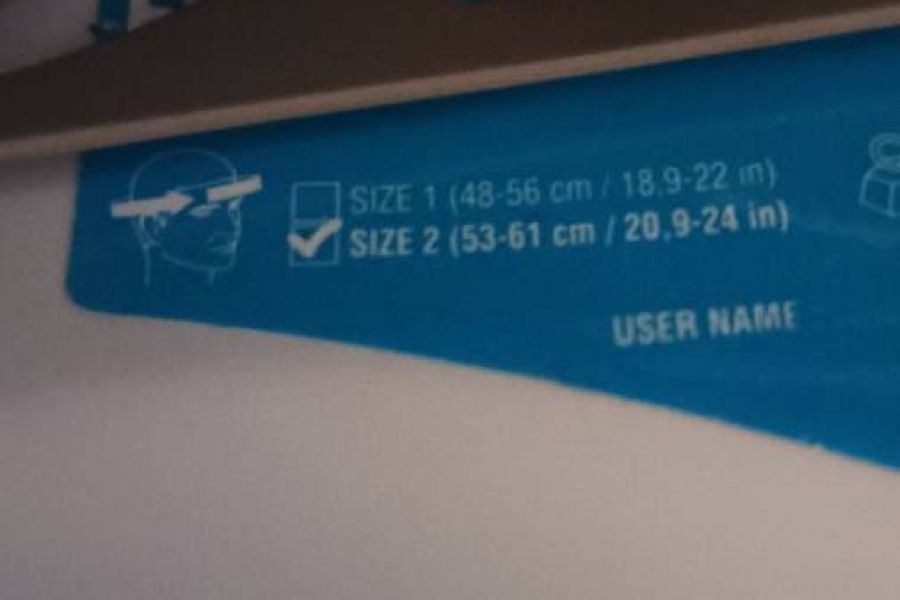 SIZE 1 (48-56 cm / 18.9-22 in)
SIZE 2 (53-61 cm / 20,9-24 in)
USER NAME